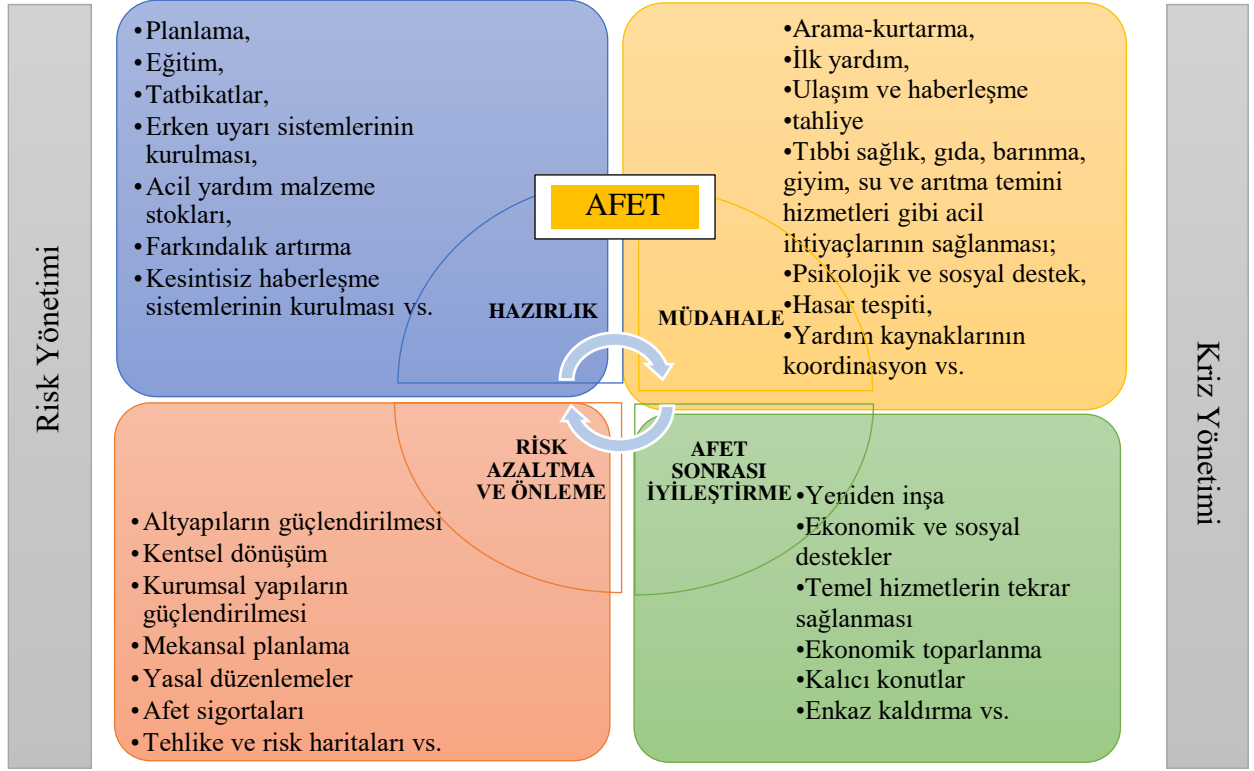 Risk Yönetimi
•Planlama,
•Eğitim,
•Tatbikatlar,
•Erken uyarı sistemlerinin
kurulması,
•Acil yardım malzeme
stokları,
•Farkındalık artırma
•Kesintisiz haberleşme
sistemlerinin kurulması vs.
HAZIRLIK
AFET
•Arama-kurtarma,
•İlk yardım,
•Ulaşım ve haberleşme
•tahliye
•Tıbbi sağlık, gıda, barınma,
giyim, su ve arıtma temini
hizmetleri gibi acil
ihtiyaçlarının sağlanması;
•Psikolojik ve sosyal destek,
•Hasar tespiti,
•Yardım kaynaklarının
koordinasyon vs.
MÜDAHALE
RİSK
AZALTMA
VE ÖNLEME
•Altyapıların güçlendirilmesi
•Kentsel dönüşüm
•Kurumsal yapıların
güçlendirilmesi
•Mekansal planlama
•Yasal düzenlemeler
•Afet sigortaları
•Tehlike ve risk haritaları vs.
AFET
SONRASI
İYİLEŞTİRME
•Yeniden inşa
•Ekonomik ve sosyal
destekler
•Temel hizmetlerin tekrar
sağlanması
•Ekonomik toparlanma
•Kalıcı konutlar
•Enkaz kaldırma vs.
Kriz Yönetimi